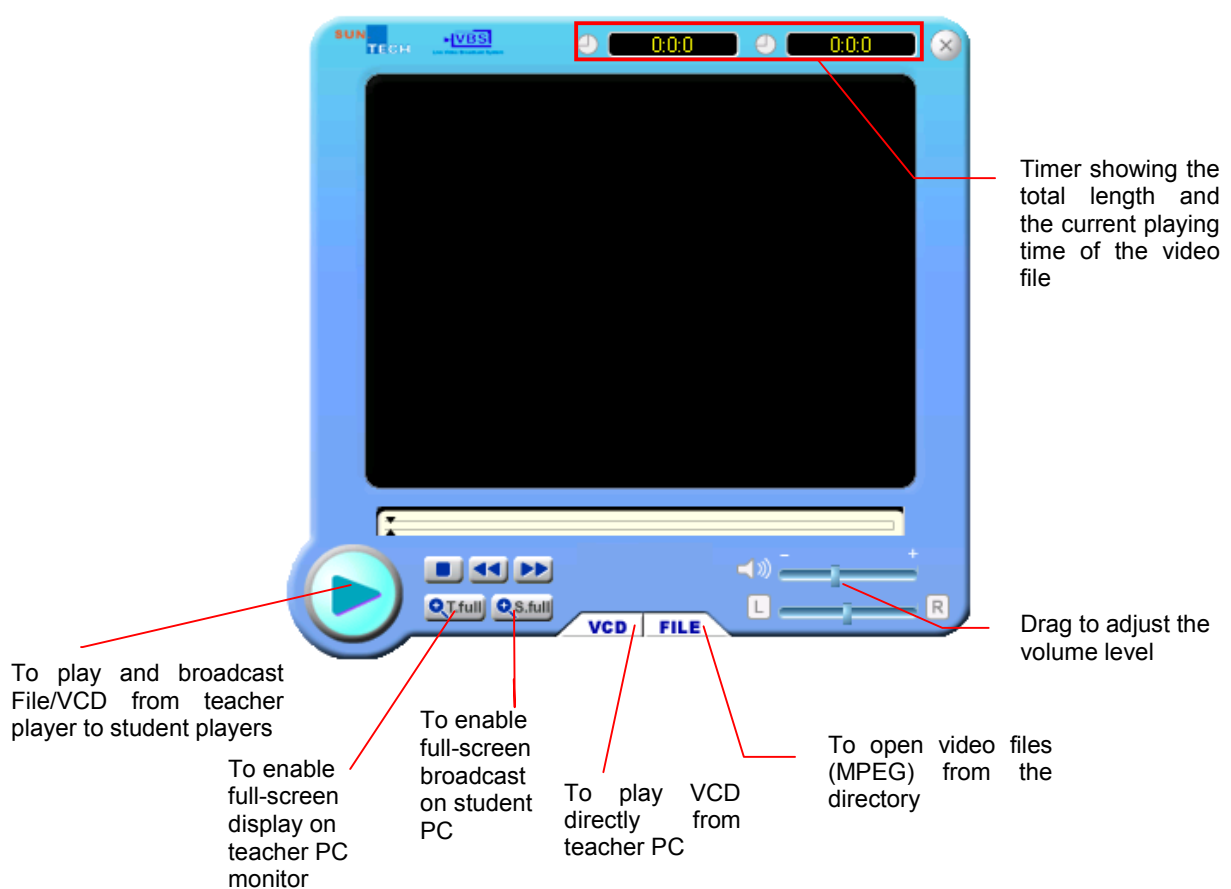 SUN
TECH
VBS
Live Video Broadcast System
0:0:0
0:0:0
Timer showing the
total length and
the current playing
time of the video
file
- +
T.full S.full
L R
VCD FILE
Drag to adjust the
volume level
To play and broadcast
File/VCD from teacher
player to student players
To enable
full-screen
display on
teacher PC
monitor
To enable
full-screen
broadcast
on student
PC
To play VCD
directly from
teacher PC
To open video files
(MPEG) from the
directory